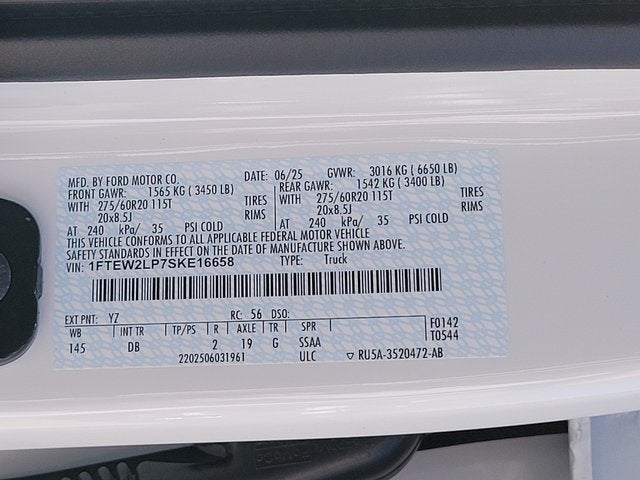 MFD. BY FORD MOTOR CO. DATE: 06/25 GVWR: 3016 KG ( 6650 LB)
FRONT GAWR: 1565 KG ( 3450 LB) REAR GAWR: 1542 KG ( 3400 LB)
WITH 275/60R20 115T TIRES WITH 275/60R20 115T TIRES
20x8.5J RIMS 20x8.5J RIMS
AT 240 kPa/ 35 PSI COLD AT 240 kPa/ 35 PSI COLD
THIS VEHICLE CONFORMS TO ALL APPLICABLE FEDERAL MOTOR VEHICLE
SAFETY STANDARDS IN EFFECT ON THE DATE OF MANUFACTURE SHOWN ABOVE.
VIN: 1FTEW2LP7SKE16658 TYPE: Truck
EXT PNT: YZ RC: 56 DSO:
WB INT TR TP/PS R AXLE TR SPR F0142
145 DB 2 19 G SSAA T0544
2202506031961 ULC ▽ RU5A-3520472-AB